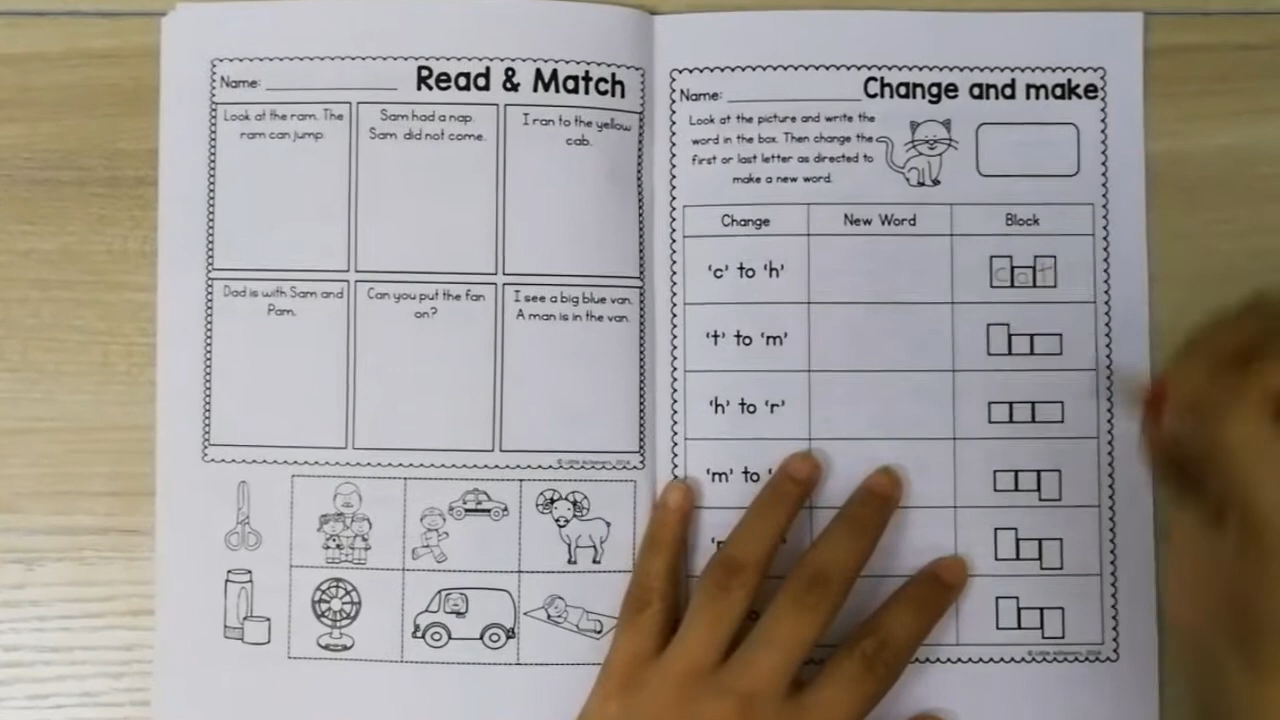 Name: Read & Match
Look at the ram. The
ram can jump.
Sam had a nap.
Sam did not come.
I ran to the yellow
cab.
Dad is with Sam and
Pam.
Can you put the fan
on?
I see a big blue van.
A man is in the van.
Name: Change and make
Look at the picture and write the
word in the box. Then change the
first or last letter as directed to
make a new word.
Change New Word Block
'c' to 'h'
cat
't' to 'm'
'h' to 'r'
'm' to
© Little Achievers, 2016